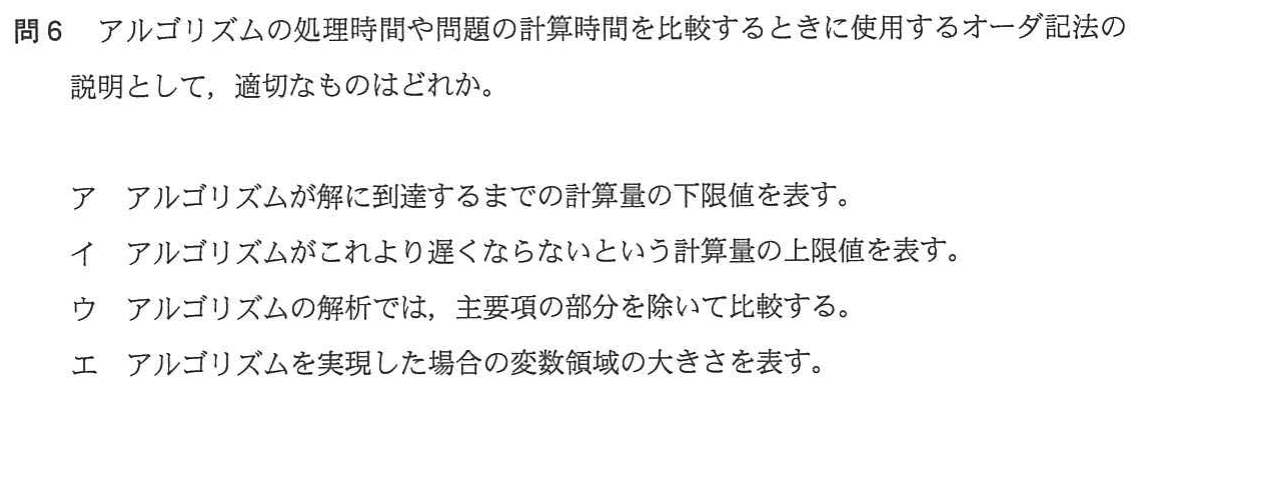 問6　アルゴリズムの処理時間や問題の計算時間を比較するときに使用するオーダ記法の
説明として，適切なものはどれか。
ア　アルゴリズムが解に到達するまでの計算量の下限値を表す。
イ　アルゴリズムがこれより遅くならないという計算量の上限値を表す。
ウ　アルゴリズムの解析では，主要項の部分を除いて比較する。
エ　アルゴリズムを実現した場合の変数領域の大きさを表す。